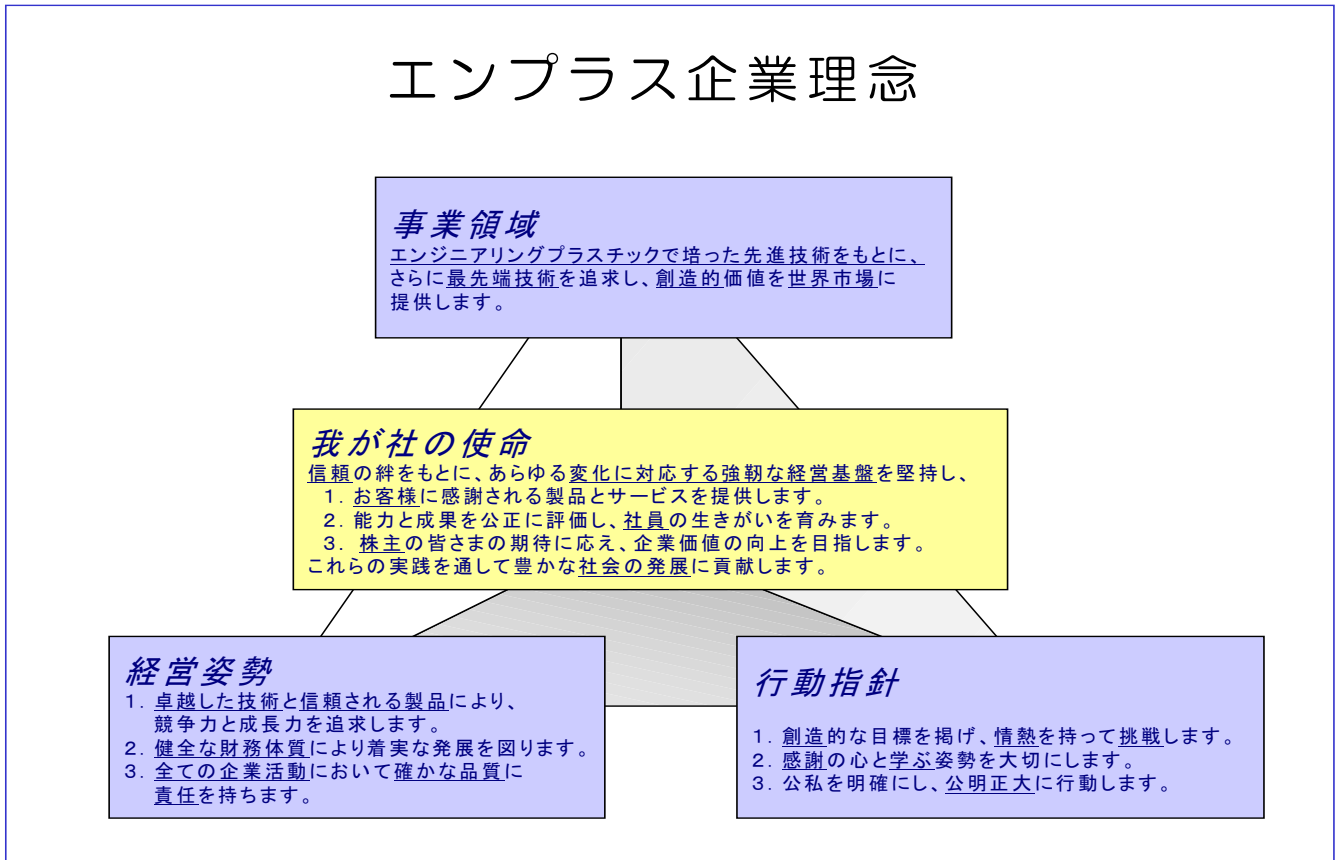 エンプラス企業理念
事業領域
エンジニアリングプラスチックで培った先進技術をもとに、
さらに最先端技術を追求し、創造的価値を世界市場に
提供します。
我が社の使命
信頼の絆をもとに、あらゆる変化に対応する強靭な経営基盤を堅持し、
1. お客様に感謝される製品とサービスを提供します。
2. 能力と成果を公正に評価し、社員の生きがいを育みます。
3. 株主の皆さまの期待に応え、企業価値の向上を目指します。
これらの実践を通して豊かな社会の発展に貢献します。
経営姿勢
1. 卓越した技術と信頼される製品により、
競争力と成長力を追求します。
2. 健全な財務体質により着実な発展を図ります。
3. 全ての企業活動において確かな品質に
責任を持ちます。
行動指針
1. 創造的な目標を掲げ、情熱を持って挑戦します。
2. 感謝の心と学ぶ姿勢を大切にします。
3. 公私を明確にし、公明正大に行動します。